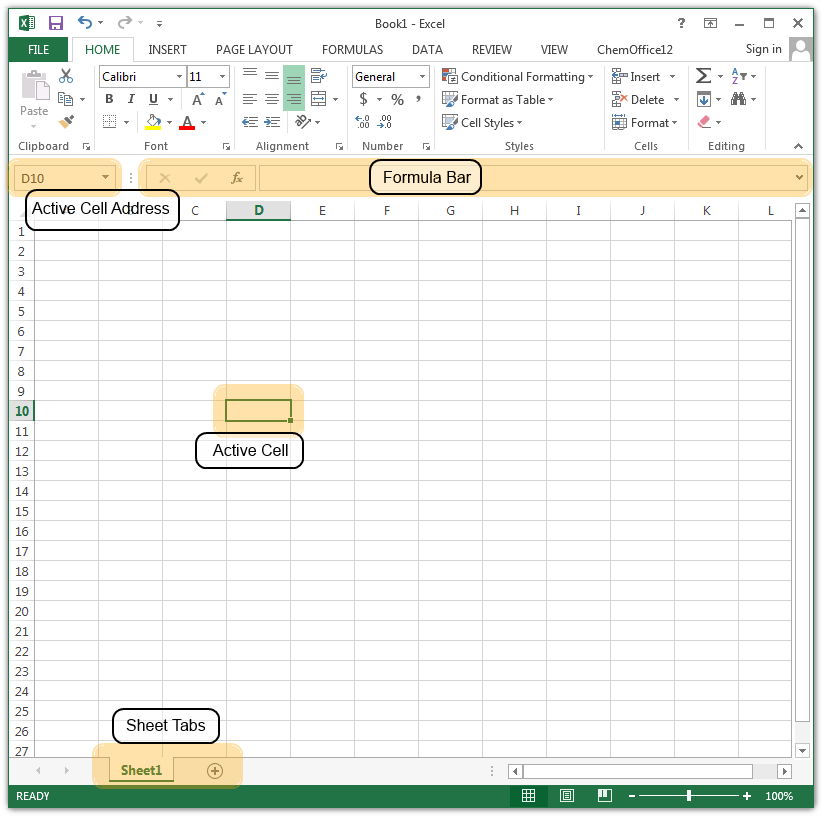 Book1 - Excel ?
FILE HOME INSERT PAGE LAYOUT FORMULAS DATA REVIEW VIEW ChemOffice12 Sign in
Calibri 11 General Conditional Formatting Insert
Paste B I U A A $ % , Format as Table Delete
A .00 .00 Cell Styles Format
Clipboard Font Alignment Number Styles Cells Editing
D10 fx Formula Bar
Active Cell Address C D E F G H I J K L
1
2
3
4
5
6
7
8
9
10
11
Active Cell
12
13
14
15
16
17
18
19
20
21
22
23
24
25
Sheet Tabs
26
27
Sheet1
READY 100%